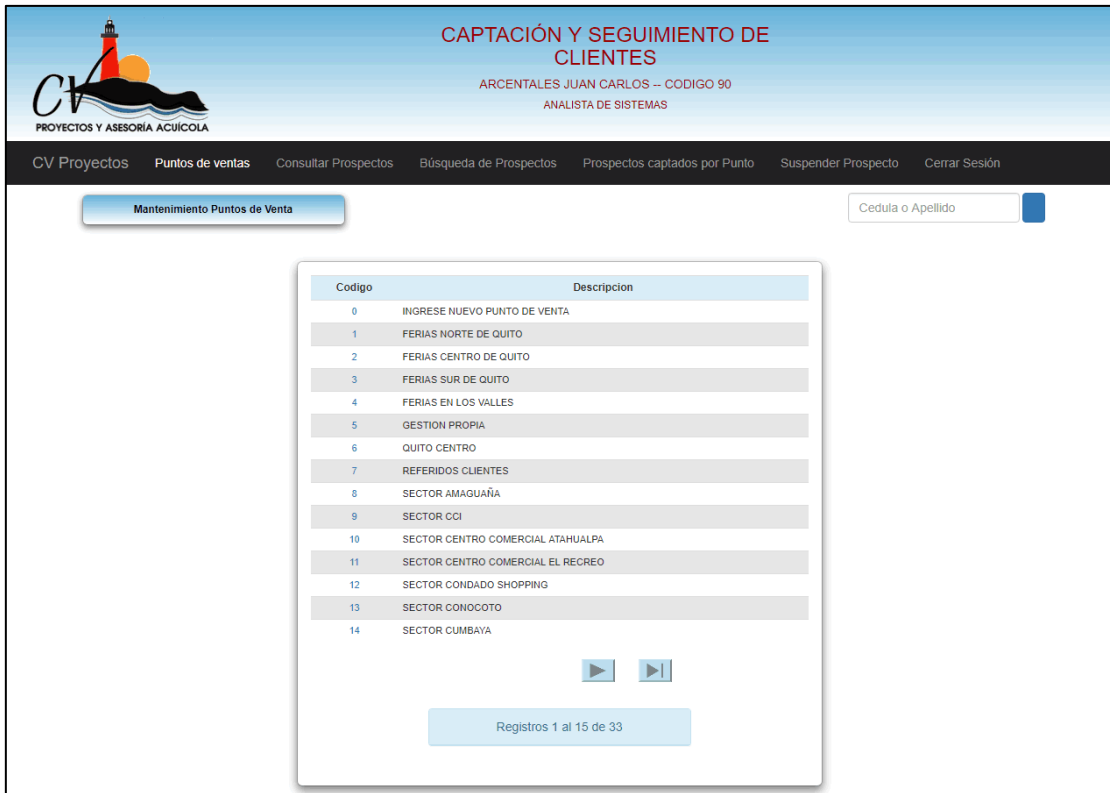 CAPTACIÓN Y SEGUIMIENTO DE
CLIENTES
ARCENTALES JUAN CARLOS -- CODIGO 90
ANALISTA DE SISTEMAS
CV
PROYECTOS Y ASESORÍA ACUÍCOLA
CV Proyectos Puntos de ventas Consultar Prospectos Búsqueda de Prospectos Prospectos captados por Punto Suspender Prospecto Cerrar Sesión
Mantenimiento Puntos de Venta
Cedula o Apellido
Codigo Descripcion
0 INGRESE NUEVO PUNTO DE VENTA
1 FERIAS NORTE DE QUITO
2 FERIAS CENTRO DE QUITO
3 FERIAS SUR DE QUITO
4 FERIAS EN LOS VALLES
5 GESTION PROPIA
6 QUITO CENTRO
7 REFERIDOS CLIENTES
8 SECTOR AMAGUAÑA
9 SECTOR CCI
10 SECTOR CENTRO COMERCIAL ATAHUALPA
11 SECTOR CENTRO COMERCIAL EL RECREO
12 SECTOR CONDADO SHOPPING
13 SECTOR CONOCOTO
14 SECTOR CUMBAYA
Registros 1 al 15 de 33